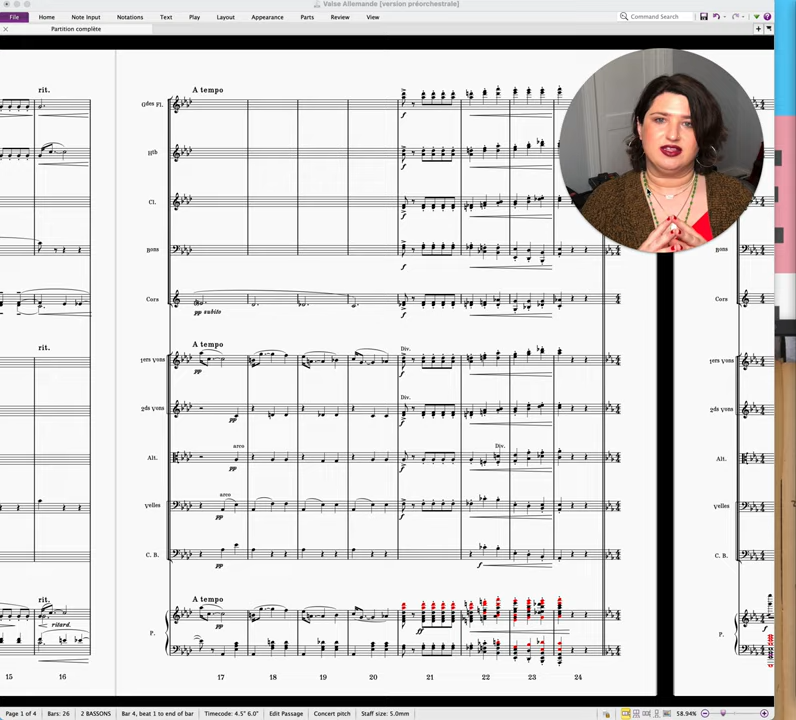 Valse Allemande [version préorchestrale]
File Home Note Input Notations Text Play Layout Appearance Parts Review View Command Search
Partition complète
rit. A tempo
Gdes Fl.
f
Htb
Cl.
Bons Bons
f
Cors Cors
pp subito f
rit. A tempo Div.
1ers Vons 1ers Vons
pp f
Div.
2ds Vons 2ds Vons
pp f
arco Div.
Alt. Alt.
pp
arco
Vcelles Vcelles
pp f
C. B. C. B.
pp f
rit. A tempo
ritard. pp ff f
P. P.
15 16 17 18 19 20 21 22 23 24
Page 1 of 4 Bars: 26 2 BASSONS Bar 4, beat 1 to end of bar Timecode: 4.5" 6.0" Edit Passage Concert pitch Staff size: 5.0mm 58.94%